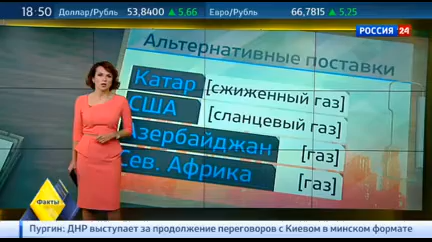 18:50 Доллар/Рубль 53,8400 ▲ 5,66 Евро/Рубль 66,7815 ▲ 5,25
РОССИЯ 24
Альтернативные поставки
Катар [сжиженный газ]
США [сланцевый газ]
Азербайджан [газ]
Сев. Африка [газ]
Факты
Пургин: ДНР выступает за продолжение переговоров с Киевом в минском формате